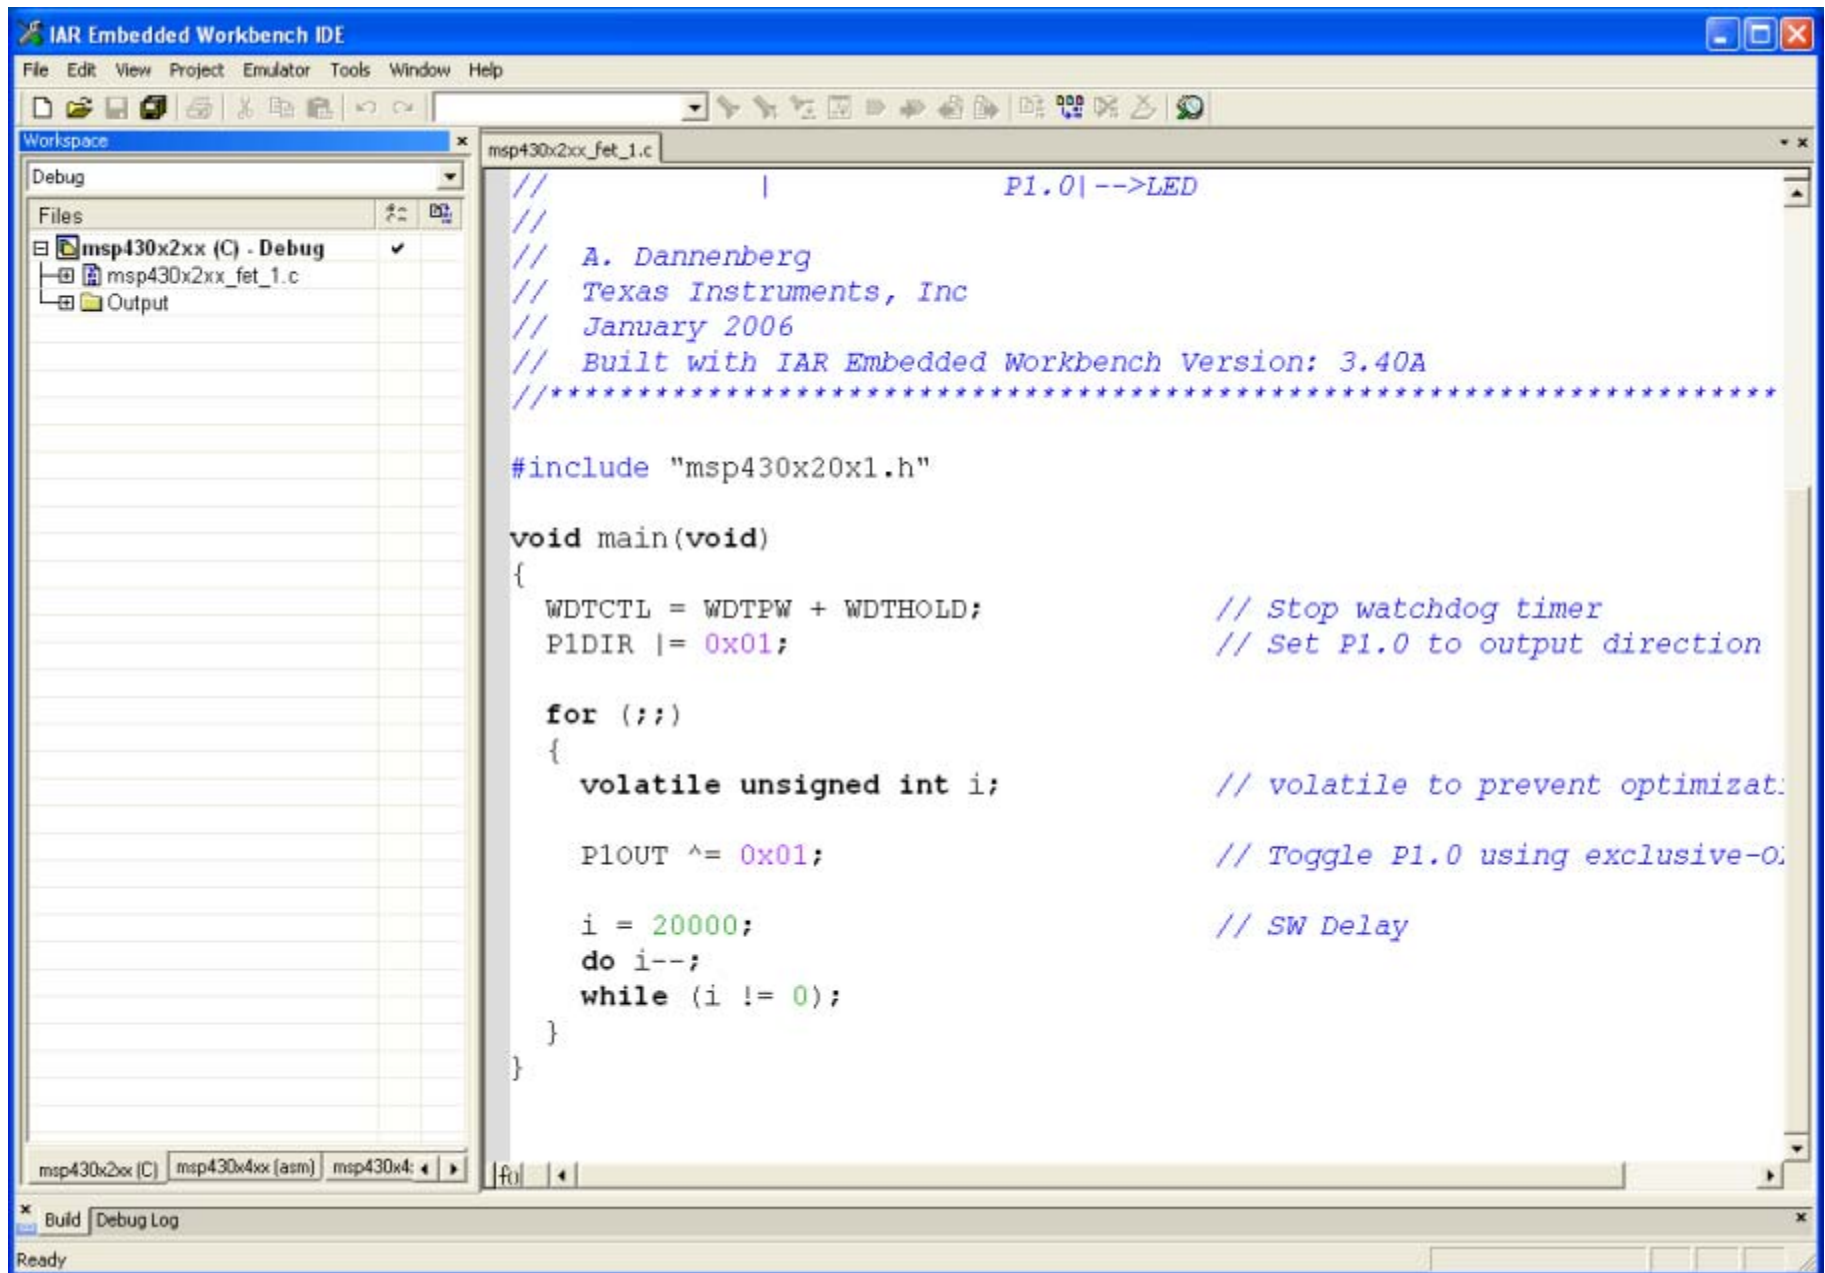 IAR Embedded Workbench IDE
File Edit View Project Emulator Tools Window Help
Workspace
Debug
Files
msp430x2xx (C) - Debug
msp430x2xx_fet_1.c
Output
msp430x2xx (C) msp430x4xx (asm) msp430x4:
msp430x2xx_fet_1.c
// | P1.0|-->LED
//
// A. Dannenberg
// Texas Instruments, Inc
// January 2006
// Built with IAR Embedded Workbench Version: 3.40A
//**********************************************************************
#include "msp430x20x1.h"
void main(void)
{
WDTCTL = WDTPW + WDTHOLD; // Stop watchdog timer
P1DIR |= 0x01; // Set P1.0 to output direction
for (;;)
{
volatile unsigned int i; // volatile to prevent optimizati
P1OUT ^= 0x01; // Toggle P1.0 using exclusive-O
i = 20000; // SW Delay
do i--;
while (i != 0);
}
}
Build Debug Log
Ready